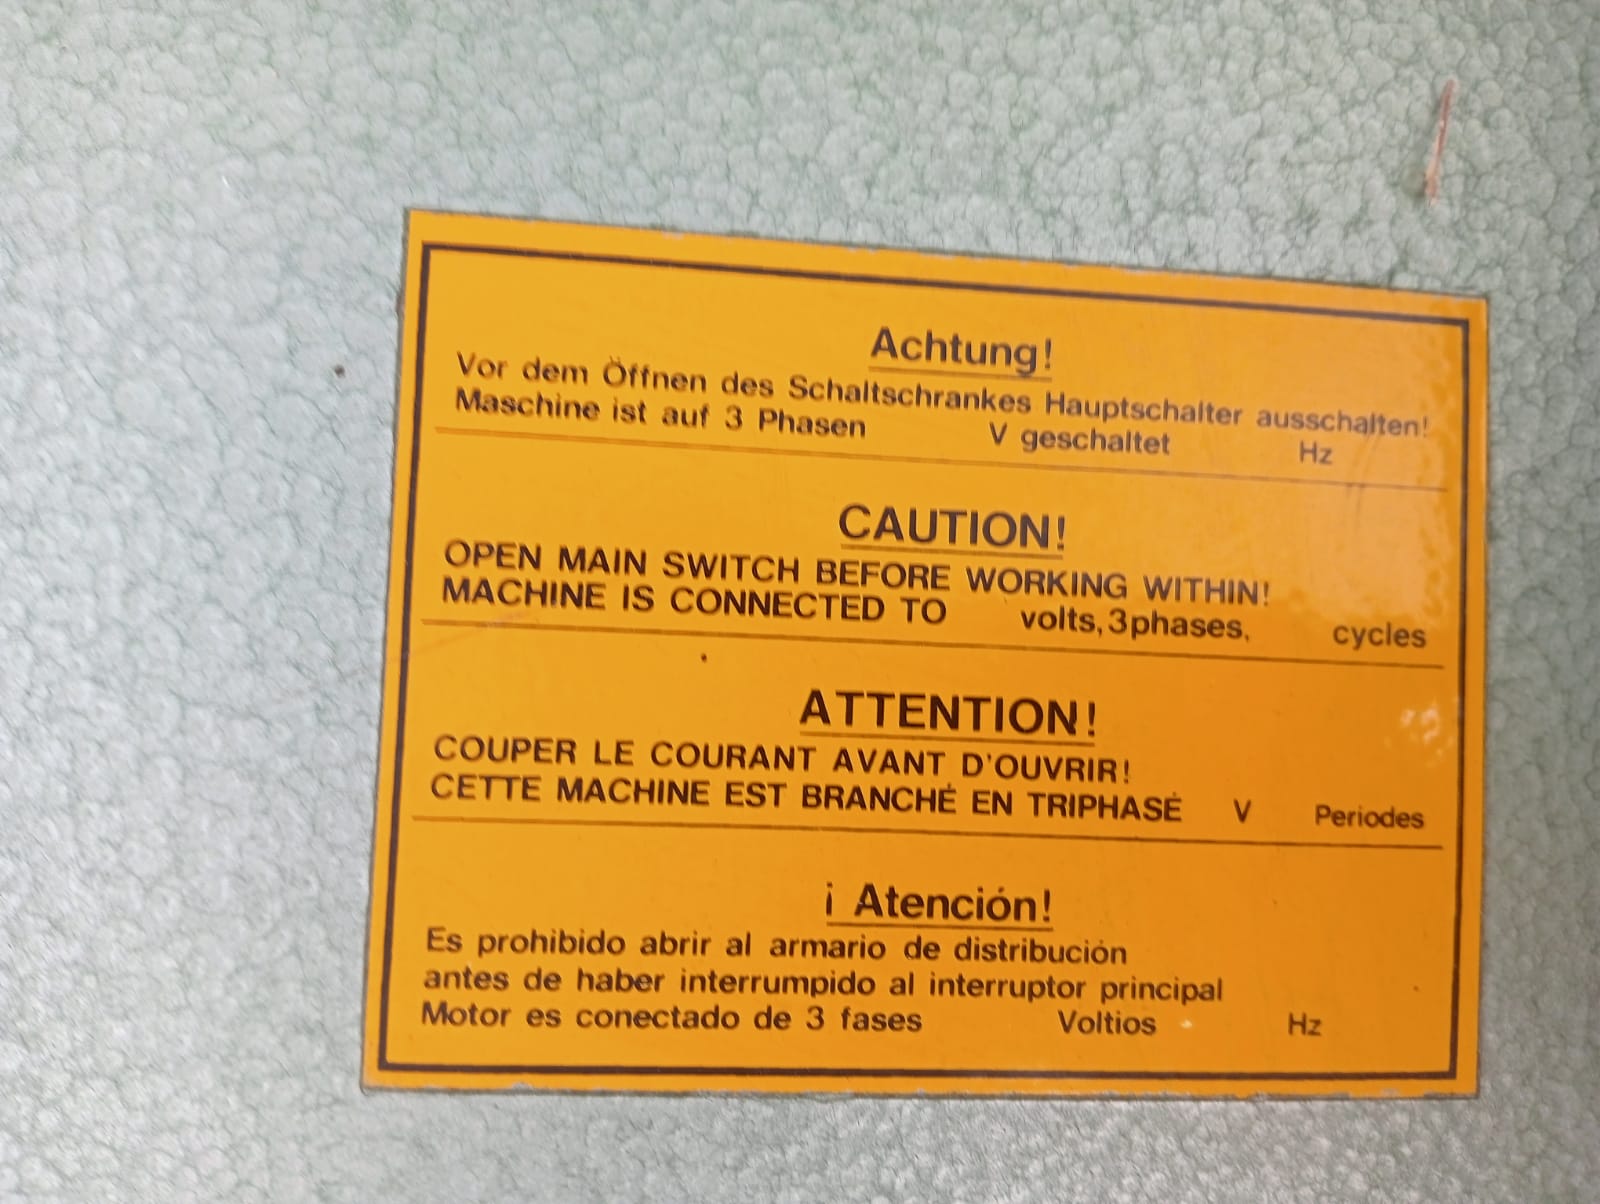 Achtung!
Vor dem Öffnen des Schaltschrankes Hauptschalter ausschalten!
Maschine ist auf 3 Phasen V geschaltet Hz
CAUTION!
OPEN MAIN SWITCH BEFORE WORKING WITHIN!
MACHINE IS CONNECTED TO volts, 3phases, cycles
ATTENTION!
COUPER LE COURANT AVANT D'OUVRIR!
CETTE MACHINE EST BRANCHÉ EN TRIPHASÉ V Periodes
¡ Atención!
Es prohibido abrir al armario de distribución
antes de haber interrumpido al interruptor principal
Motor es conectado de 3 fases Voltios Hz